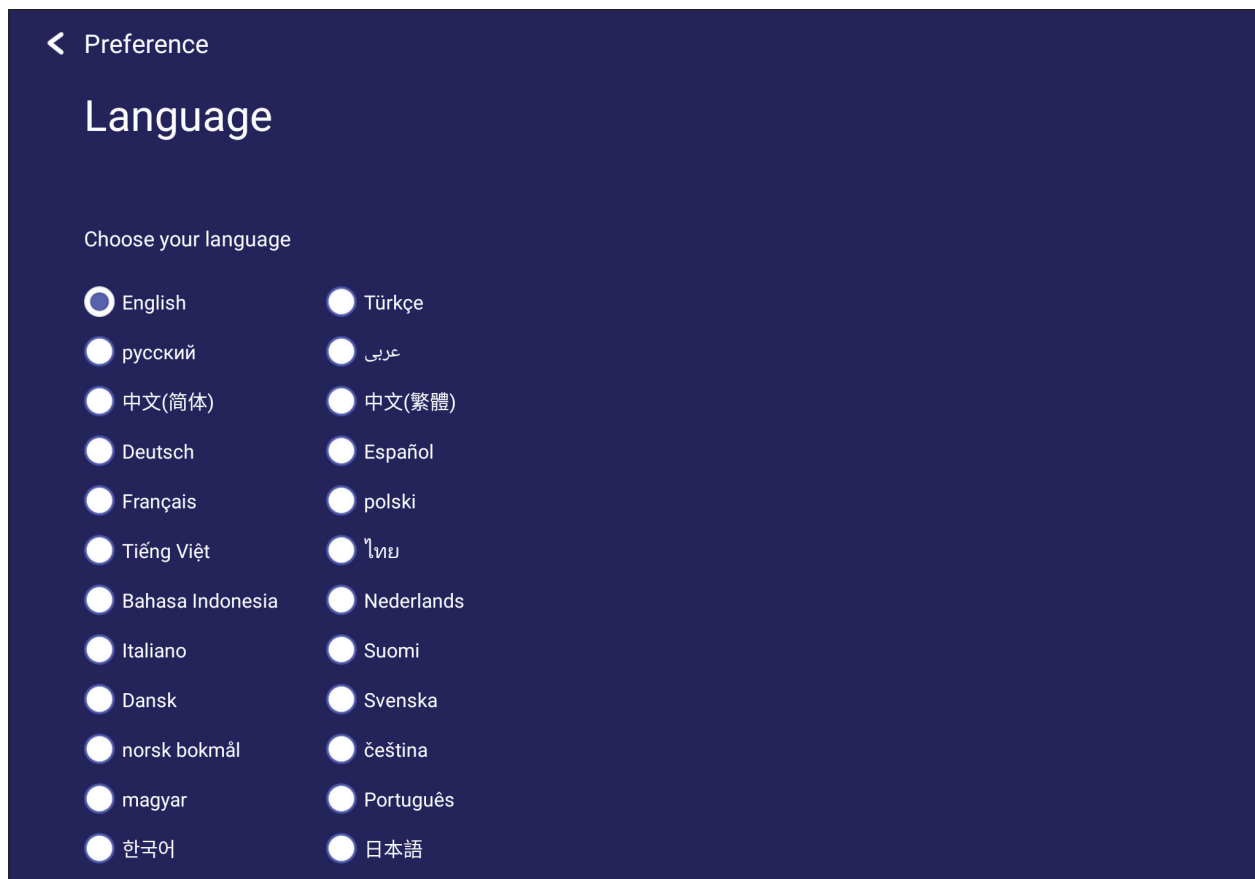 Preference
Language
Choose your language
English
Türkçe
русский
عربى
中文(简体)
中文(繁體)
Deutsch
Español
Français
polski
Tiếng Việt
ไทย
Bahasa Indonesia
Nederlands
Italiano
Suomi
Dansk
Svenska
norsk bokmål
čeština
magyar
Português
한국어
日本語